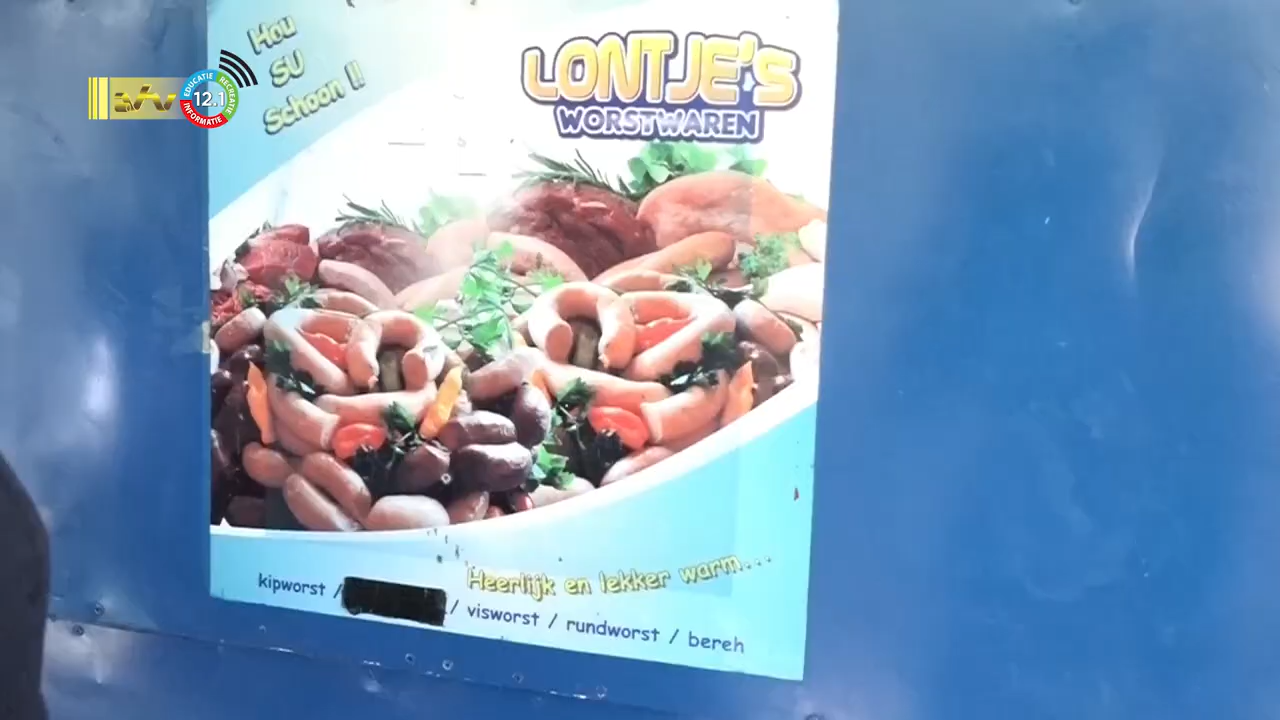 Hou
SU
Schoon !!
LONTJE's
WORSTWAREN
EDUCATIE
RECREATIE
INFORMATIE
12.1
Heerlijk en lekker warm...
kipworst / / visworst / rundworst / bereh